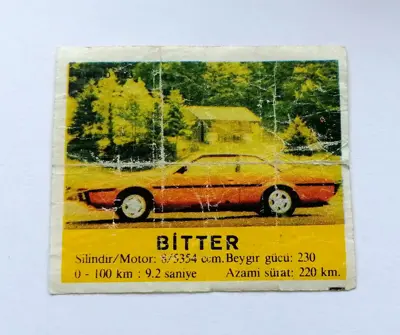 BİTTER
Silindir/Motor: 8/5354 ccm. Beygir gücü: 230
0 - 100 km : 9.2 saniye Azami sürat: 220 km.